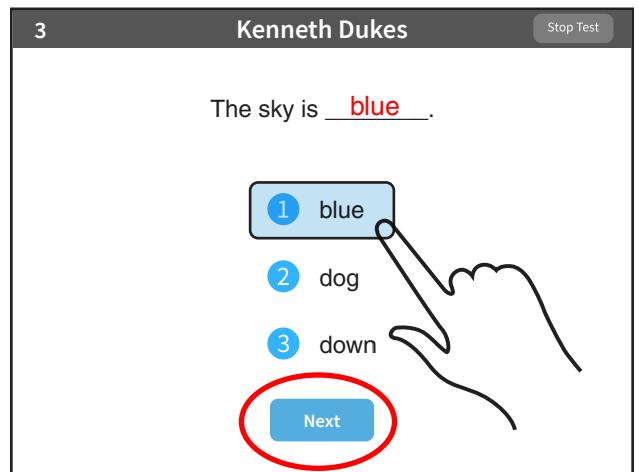 3 Kenneth Dukes Stop Test
The sky is blue.
1 blue
2 dog
3 down
Next